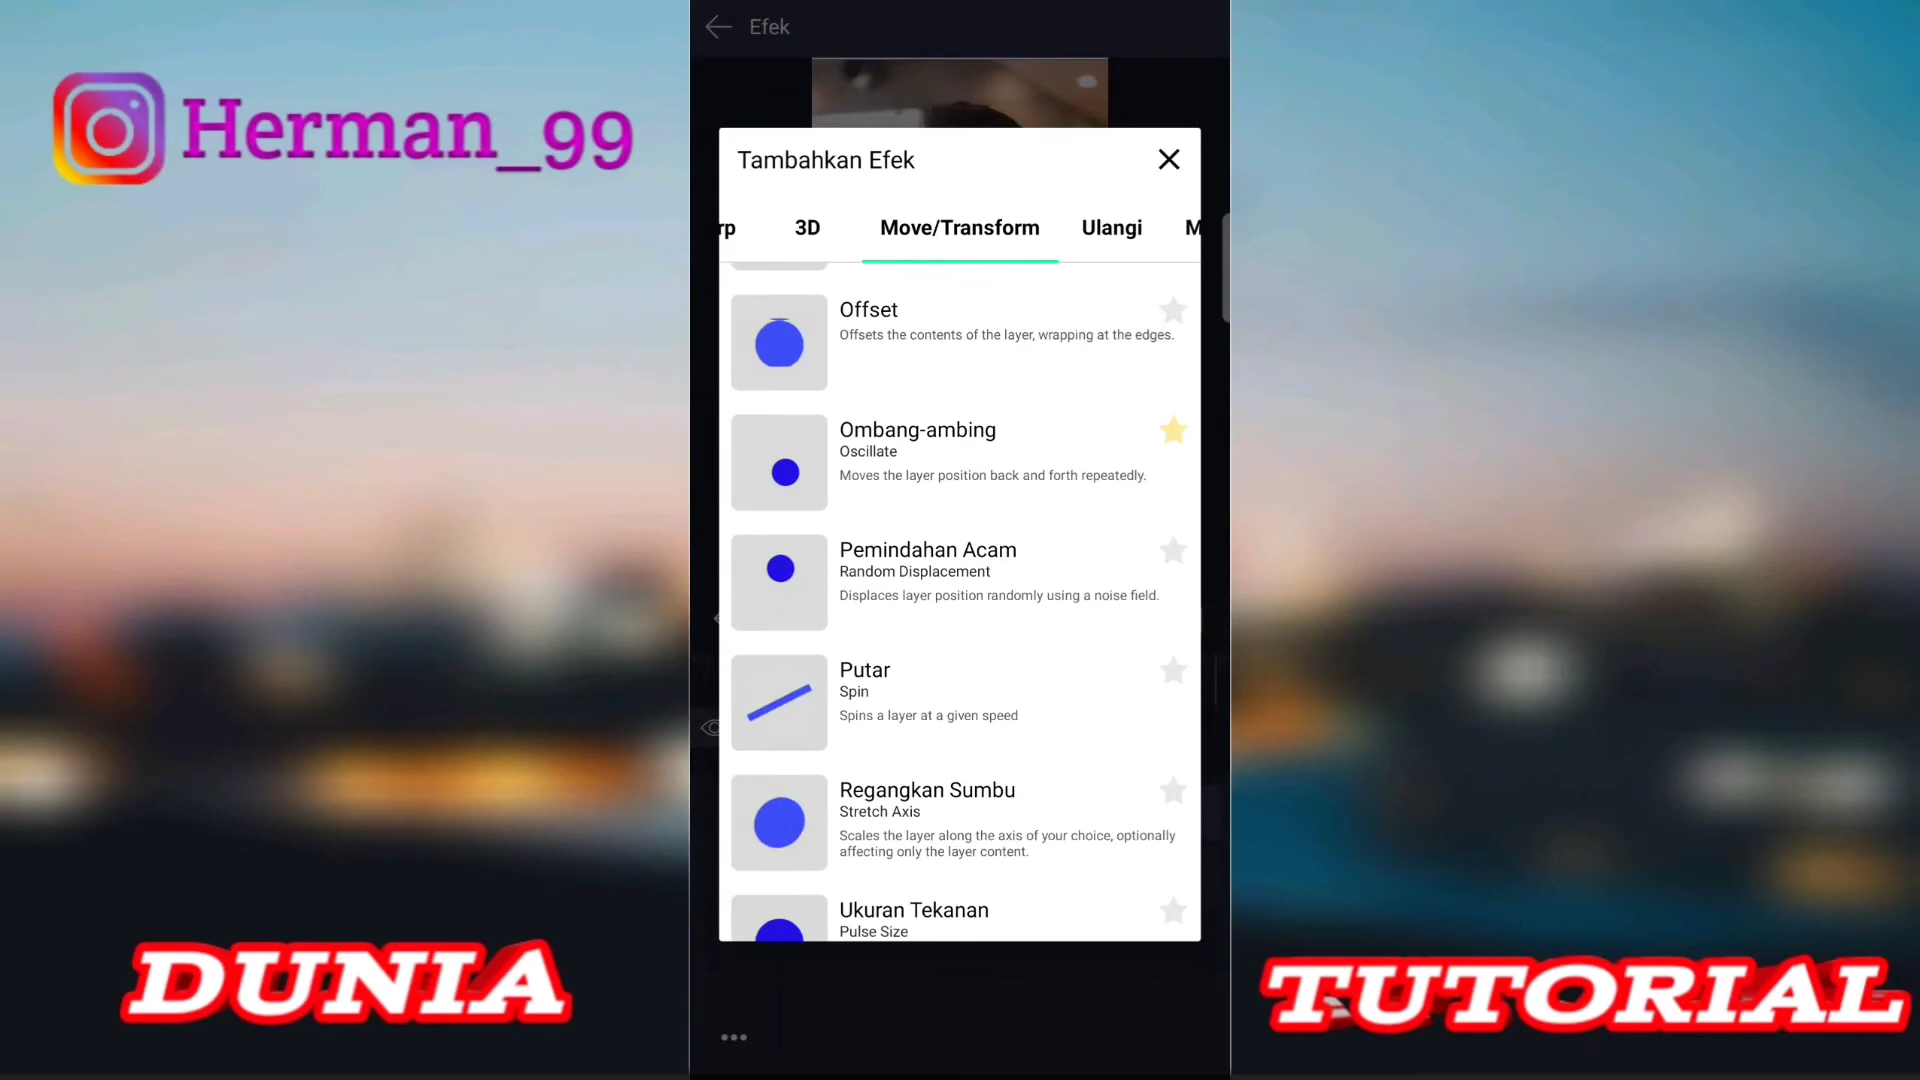 Efek
Herman_99
Tambahkan Efek
rp 3D Move/Transform Ulangi M
Offset
Offsets the contents of the layer, wrapping at the edges.
Ombang-ambing
Oscillate
Moves the layer position back and forth repeatedly.
Pemindahan Acam
Random Displacement
Displaces layer position randomly using a noise field.
Putar
Spin
Spins a layer at a given speed
Regangkan Sumbu
Stretch Axis
Scales the layer along the axis of your choice, optionally
affecting only the layer content.
Ukuran Tekanan
Pulse Size
DUNIA
TUTORIAL